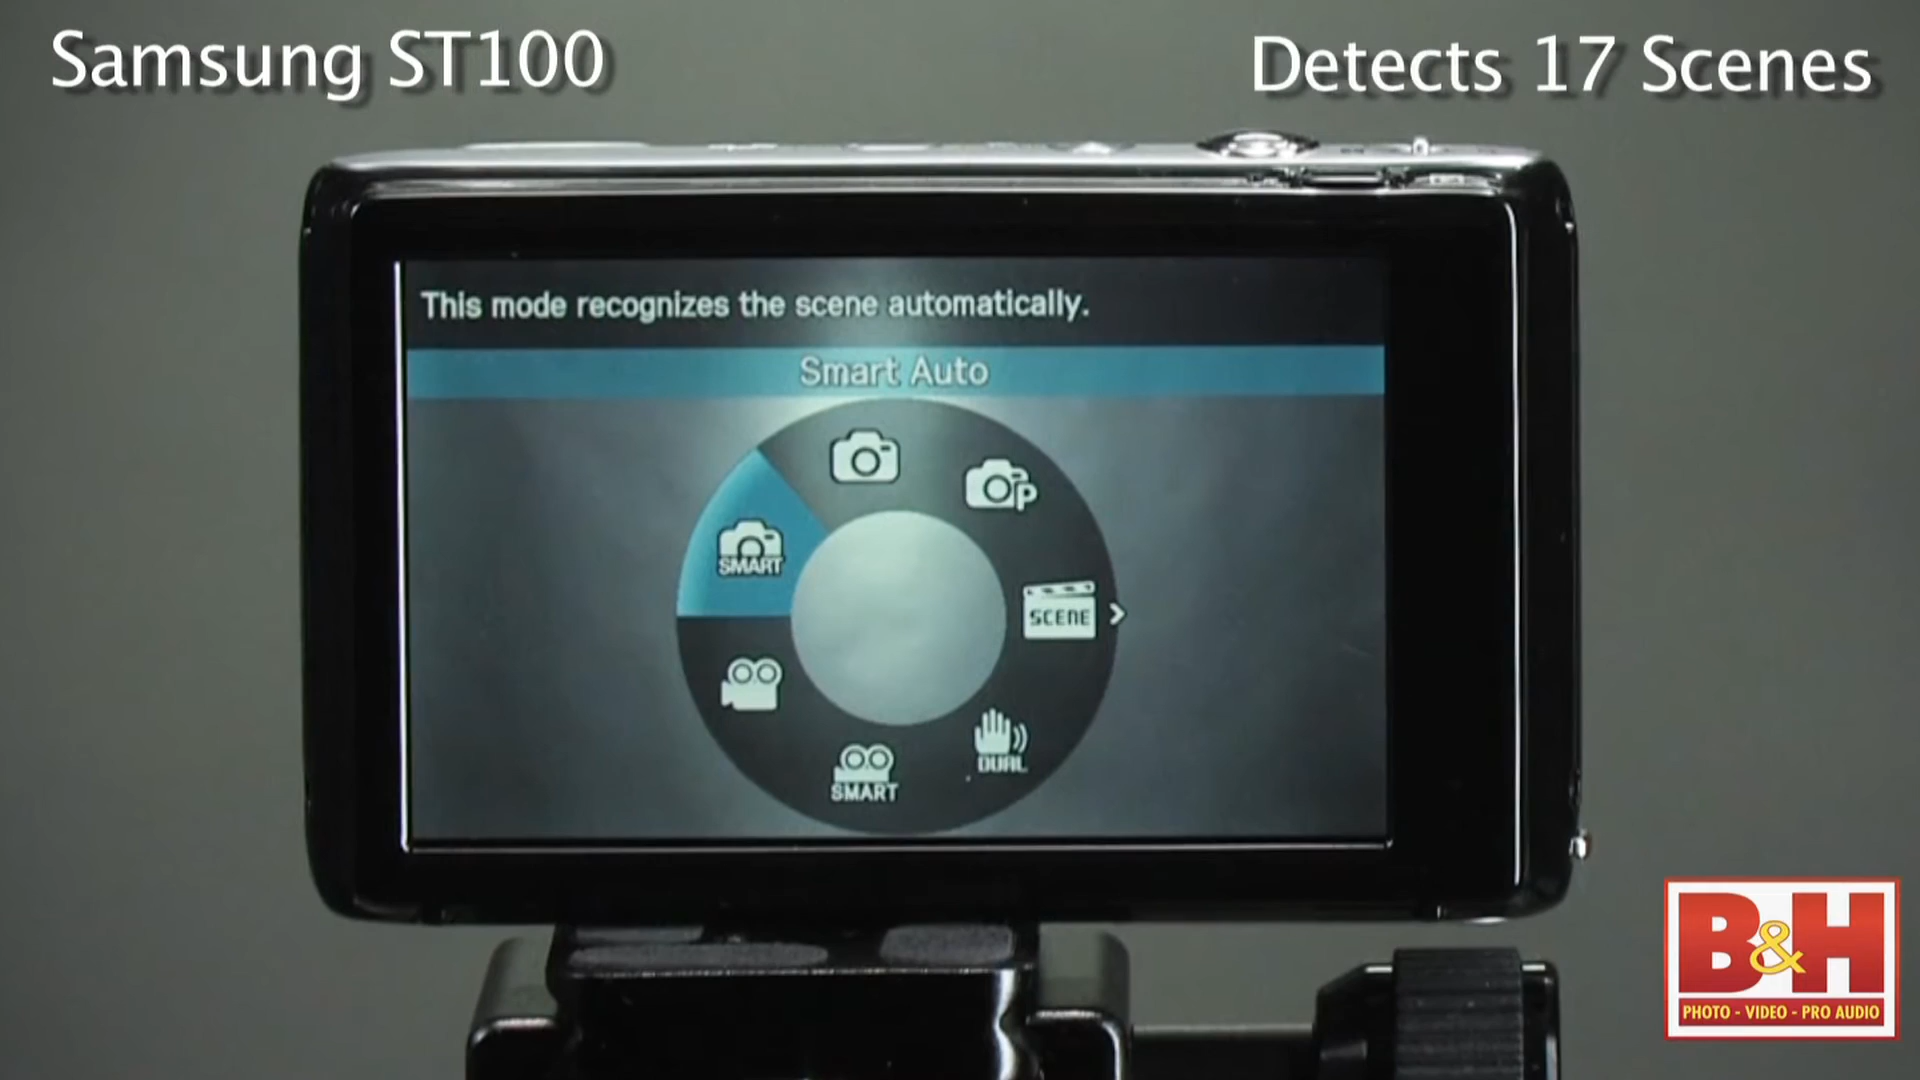 Samsung ST100
Detects 17 Scenes
This mode recognizes the scene automatically.
Smart Auto
P
SMART
SCENE
DUAL
SMART
B&H
PHOTO - VIDEO - PRO AUDIO